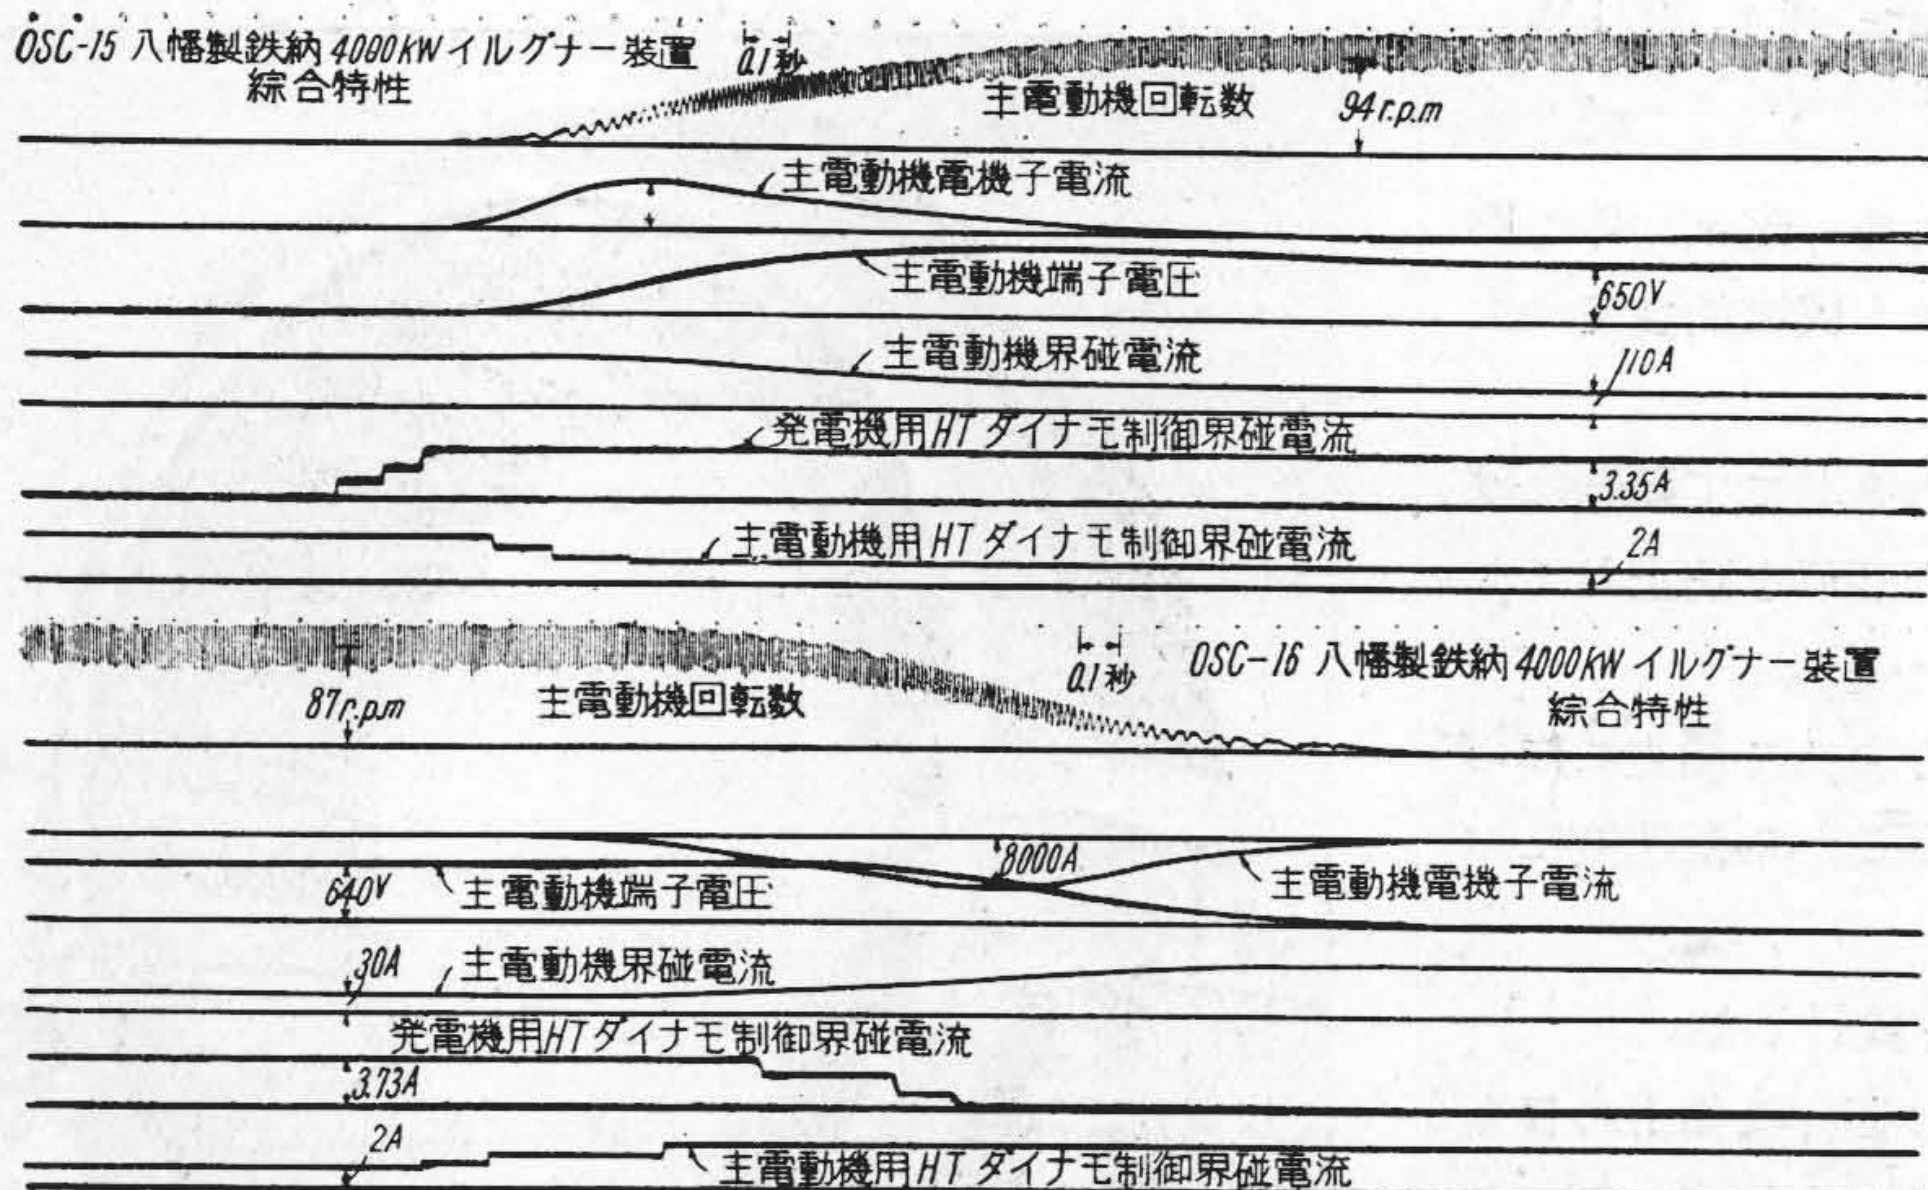 OSC-15 八幡製鉄納 4000KW イルグナー装置
綜合特性
0.1秒
主電動機回転数
94r.p.m
主電動機電機子電流
主電動機端子電圧
650V
主電動機界磁電流
110A
発電機用HTダイナモ制御界磁電流
3.35A
主電動機用HTダイナモ制御界磁電流
2A
0.1秒
OSC-16 八幡製鉄納 4000KW イルグナー装置
綜合特性
87r.p.m
主電動機回転数
8000A
640V
主電動機端子電圧
主電動機電機子電流
30A
主電動機界磁電流
発電機用HTダイナモ制御界磁電流
3.73A
2A
主電動機用HTダイナモ制御界磁電流